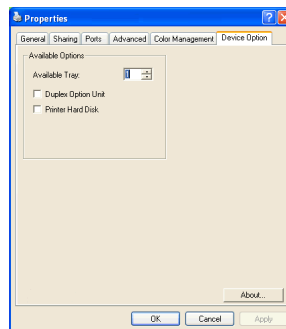 Properties
General Sharing Ports Advanced Color Management Device Option
Available Options
Available Tray: 1
Duplex Option Unit
Printer Hard Disk
About...
OK Cancel Apply